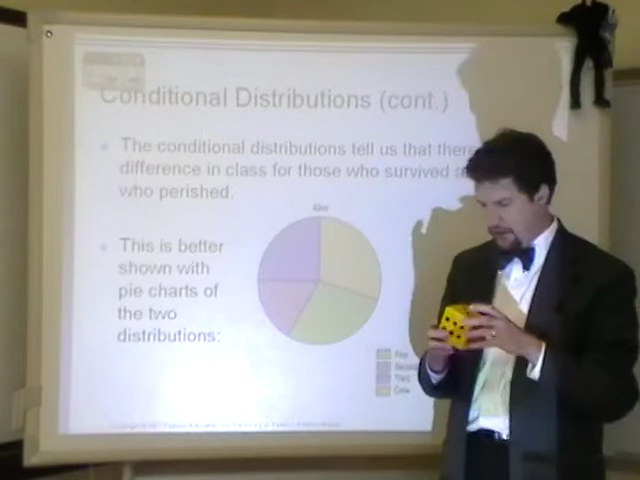 Conditional Distributions (cont.)
The conditional distributions tell us that there
difference in class for those who survived
who perished.
Alive
This is better
shown with
pie charts of
the two
distributions:
First
Second
Third
Crew